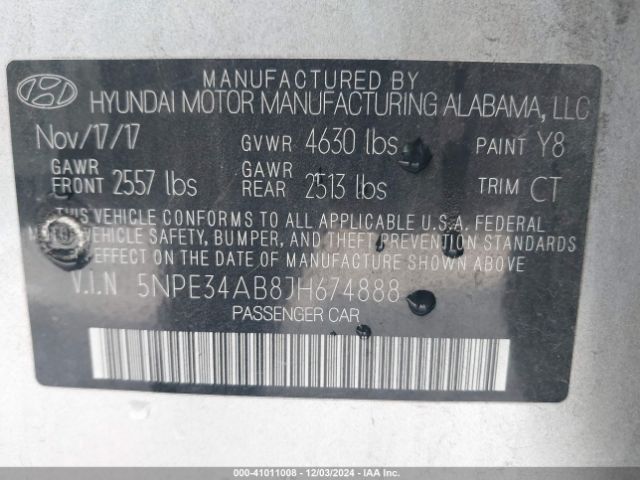 MANUFACTURED BY
HYUNDAI MOTOR MANUFACTURING ALABAMA, LLC
Nov/17/17 GVWR 4630 lbs PAINT Y8
GAWR FRONT 2557 lbs GAWR REAR 2513 lbs TRIM CT
THIS VEHICLE CONFORMS TO ALL APPLICABLE U.S.A. FEDERAL
VEHICLE SAFETY, BUMPER, AND THEFT PREVENTION STANDARDS
EFFECT ON THE DATE OF MANUFACTURE SHOWN ABOVE
V.I.N 5NPE34AB8JH674888
PASSENGER CAR
000-41011008 - 12/03/2024 - IAA Inc.